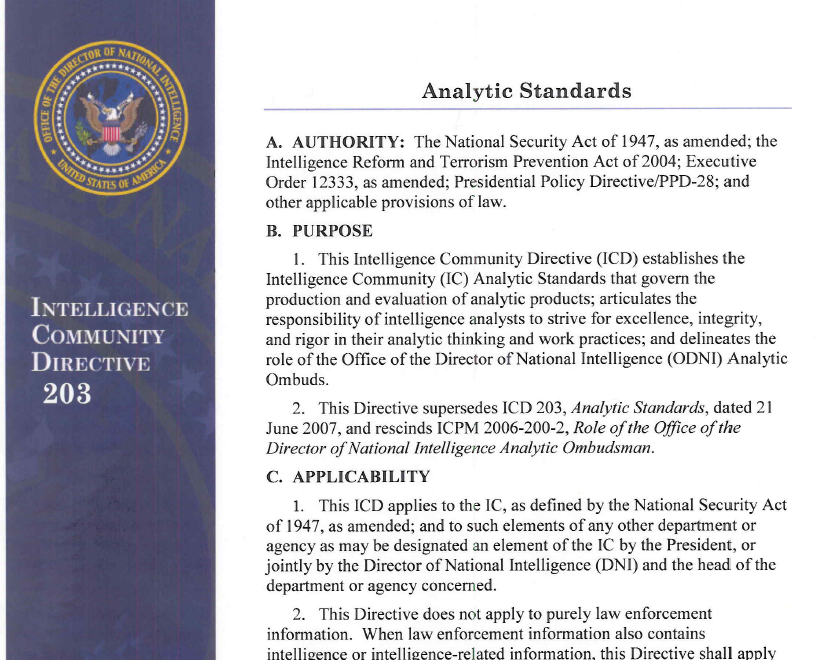 OFFICE OF THE DIRECTOR OF NATIONAL INTELLIGENCE
UNITED STATES OF AMERICA
INTELLIGENCE
COMMUNITY
DIRECTIVE
203
Analytic Standards
A. AUTHORITY: The National Security Act of 1947, as amended; the
Intelligence Reform and Terrorism Prevention Act of 2004; Executive
Order 12333, as amended; Presidential Policy Directive/PPD-28; and
other applicable provisions of law.
B. PURPOSE
1. This Intelligence Community Directive (ICD) establishes the
Intelligence Community (IC) Analytic Standards that govern the
production and evaluation of analytic products; articulates the
responsibility of intelligence analysts to strive for excellence, integrity,
and rigor in their analytic thinking and work practices; and delineates the
role of the Office of the Director of National Intelligence (ODNI) Analytic
Ombuds.
2. This Directive supersedes ICD 203, Analytic Standards, dated 21
June 2007, and rescinds ICPM 2006-200-2, Role of the Office of the
Director of National Intelligence Analytic Ombudsman.
C. APPLICABILITY
1. This ICD applies to the IC, as defined by the National Security Act
of 1947, as amended; and to such elements of any other department or
agency as may be designated an element of the IC by the President, or
jointly by the Director of National Intelligence (DNI) and the head of the
department or agency concerned.
2. This Directive does not apply to purely law enforcement
information. When law enforcement information also contains
intelligence or intelligence-related information, this Directive shall apply